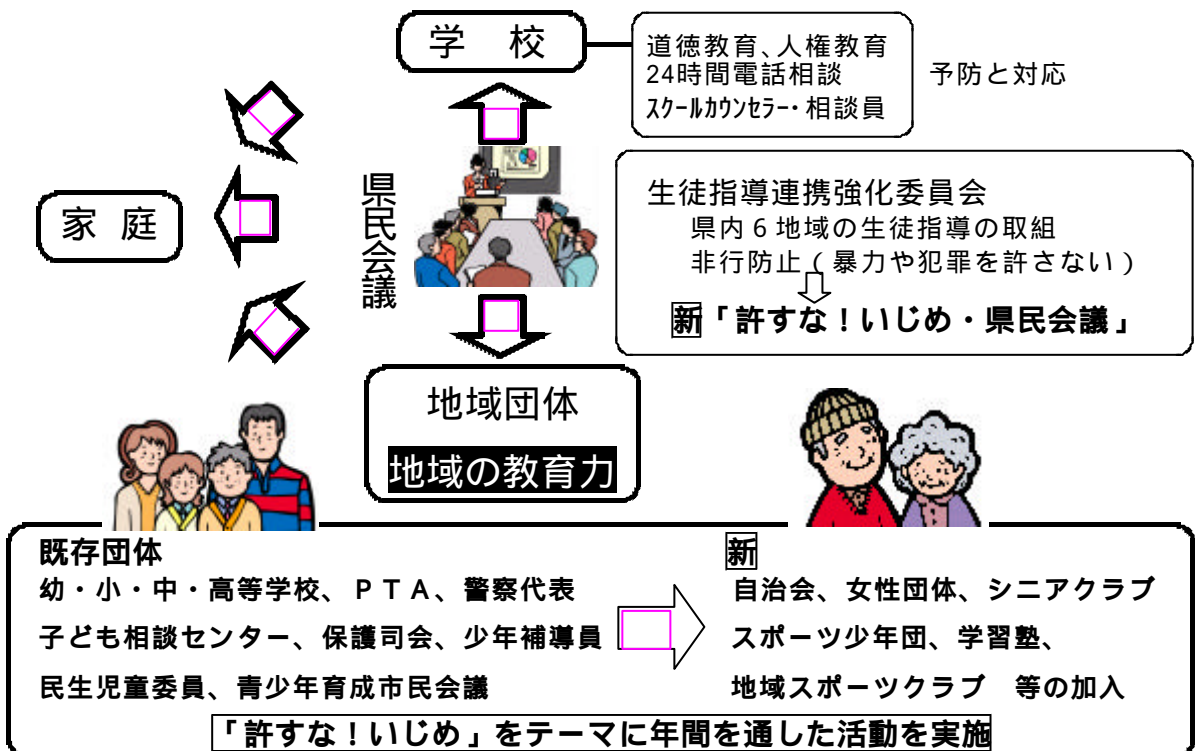 学 校
道徳教育、人権教育
24時間電話相談
ｽｸｰﾙｶｳﾝｾﾗｰ・相談員
予防と対応
県民会議
家 庭
生徒指導連携強化委員会
県内６地域の生徒指導の取組
非行防止（暴力や犯罪を許さない）
新「許すな！いじめ・県民会議」
地域団体
地域の教育力
既存団体
幼・小・中・高等学校、ＰＴＡ、警察代表
子ども相談センター、保護司会、少年補導員
民生児童委員、青少年育成市民会議
新
自治会、女性団体、シニアクラブ
スポーツ少年団、学習塾、
地域スポーツクラブ　等の加入
「許すな！いじめ」をテーマに年間を通した活動を実施